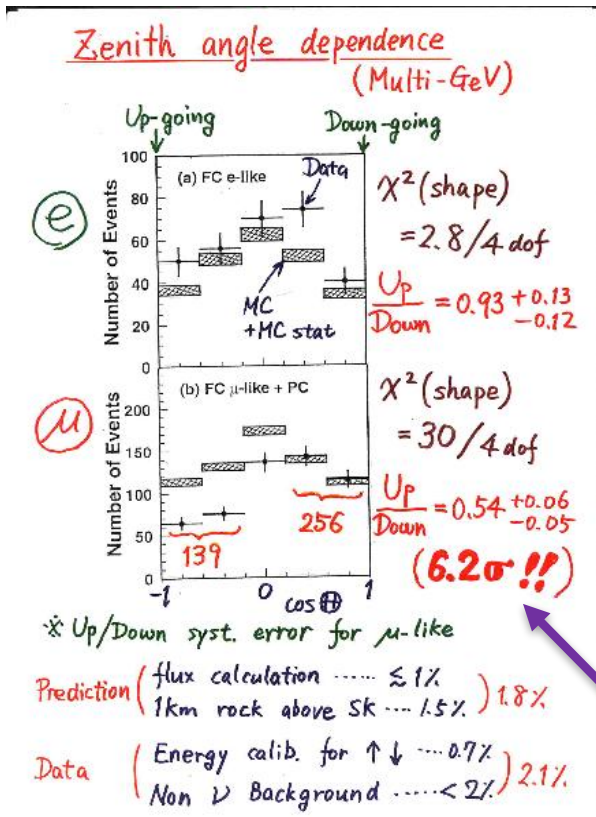 Zenith angle dependence
(Multi-GeV)
Up-going
Down-going
e
Number of Events
100
80
60
40
20
0
(a) FC e-like
Data
MC
+MC stat
χ² (shape)
= 2.8/4 dof
Up/Down = 0.93 +0.13 -0.12
μ
Number of Events
200
150
100
50
0
(b) FC μ-like + PC
139
256
-1
0
1
cos Θ
χ² (shape)
= 30/4 dof
Up/Down = 0.54 +0.06 -0.05
(6.2σ !!)
※ Up/Down syst. error for μ-like
Prediction ( flux calculation ······ ≲ 1%
1km rock above SK ···· 1.5% ) 1.8%
Data ( Energy calib. for ↑ ↓ ···· 0.7%
Non ν Background ······ < 2% ) 2.1%